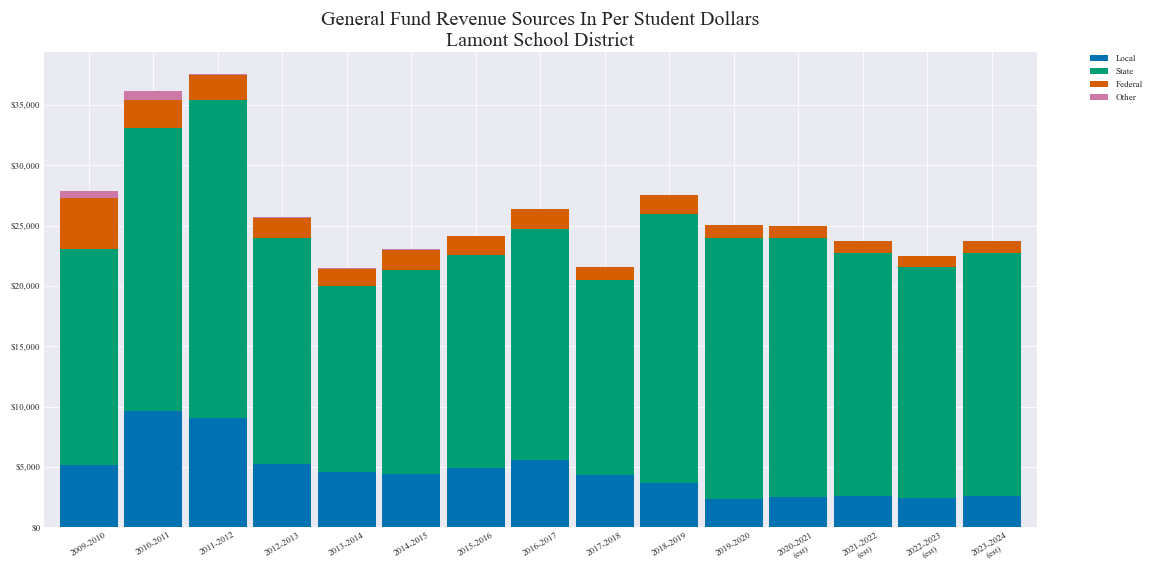 General Fund Revenue Sources In Per Student Dollars
Lamont School District
Local
State
Federal
Other
$35,000
$30,000
$25,000
$20,000
$15,000
$10,000
$5,000
$0
2009-2010
2010-2011
2011-2012
2012-2013
2013-2014
2014-2015
2015-2016
2016-2017
2017-2018
2018-2019
2019-2020
2020-2021
(est)
2021-2022
(est)
2022-2023
(est)
2023-2024
(est)